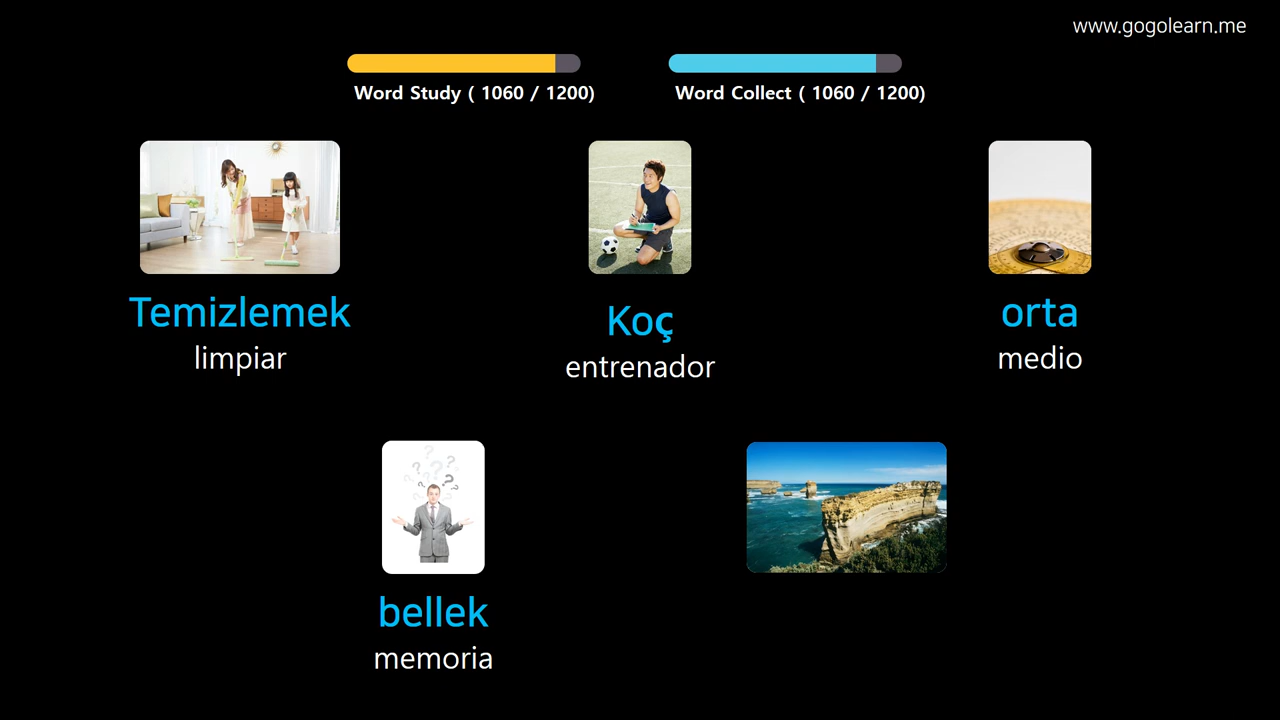 www.gogolearn.me
Word Study ( 1060 / 1200)
Word Collect ( 1060 / 1200)
Temizlemek
limpiar
Koç
entrenador
orta
medio
bellek
memoria